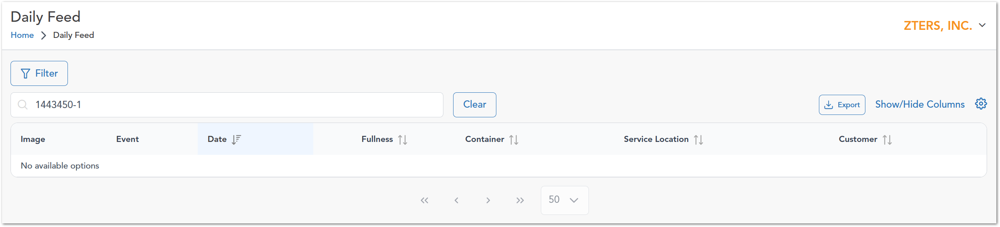 Daily Feed
Home > Daily Feed
ZTERS, INC.
Filter
1443450-1
Clear
Export
Show/Hide Columns
Image Event Date Fullness Container Service Location Customer
No available options
50